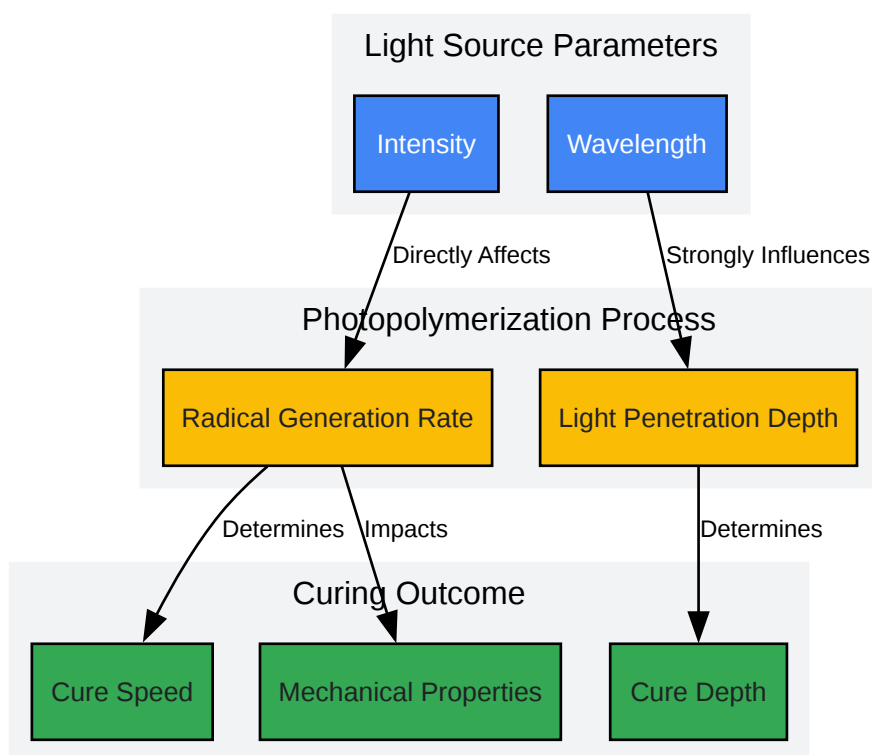 Light Source Parameters
Intensity
Wavelength
Directly Affects
Strongly Influences
Photopolymerization Process
Radical Generation Rate
Light Penetration Depth
Determines
Impacts
Determines
Curing Outcome
Cure Speed
Mechanical Properties
Cure Depth